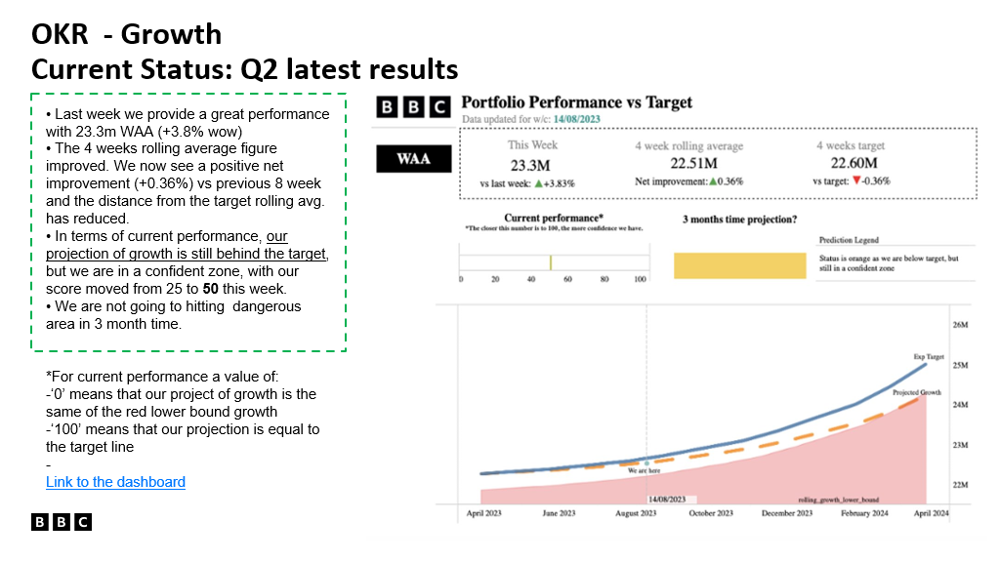 OKR  - Growth
Current Status: Q2 latest results
• Last week we provide a great performance
with 23.3m WAA (+3.8% wow)
• The 4 weeks rolling average figure
improved. We now see a positive net
improvement (+0.36%) vs previous 8 week
and the distance from the target rolling avg.
has reduced.
• In terms of current performance, our
projection of growth is still behind the target,
but we are in a confident zone, with our
score moved from 25 to 50 this week.
• We are not going to hitting  dangerous
area in 3 month time.
*For current performance a value of:
-‘0’ means that our project of growth is the
same of the red lower bound growth
-‘100’ means that our projection is equal to
the target line
-
Link to the dashboard
BBC
BBC
Portfolio Performance vs Target
Data updated for w/c: 14/08/2023
WAA
This Week
23.3M
vs last week: ▲+3.83%
4 week rolling average
22.51M
Net improvement:▲0.36%
4 weeks target
22.60M
vs target: ▼-0.36%
Current performance*
*The closer this number is to 100, the more confidence we have.
0 20 40 60 80 100
3 months time projection?
Prediction Legend
Status is orange as we are below target, but
still in a confident zone
26M
Exp Target
25M
Projected Growth
24M
23M
We are here
22M
14/08/2023
rolling_growth_lower_bound
April 2023 June 2023 August 2023 October 2023 December 2023 February 2024 April 2024